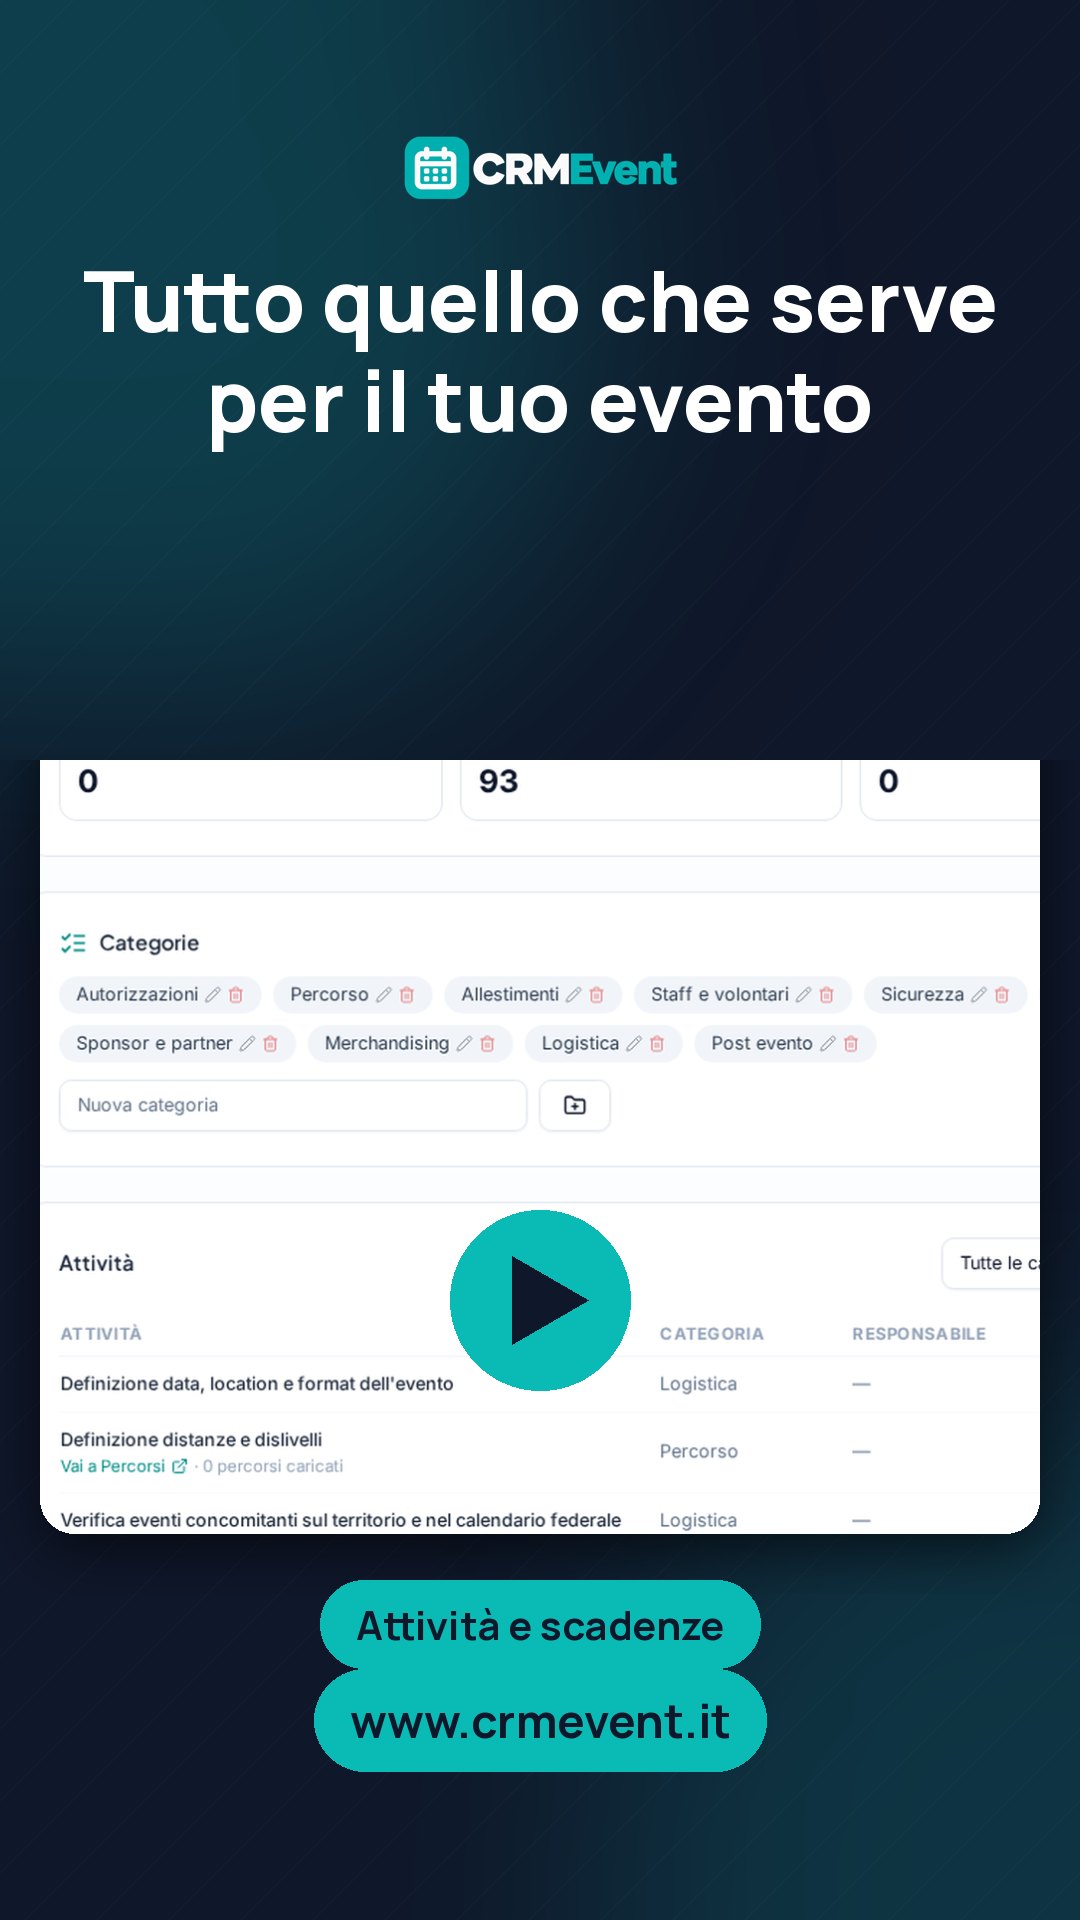 CRMEvent
Tutto quello che serve
per il tuo evento
0 93 0
Categorie
Autorizzazioni Percorso Allestimenti Staff e volontari Sicurezza
Sponsor e partner Merchandising Logistica Post evento
Nuova categoria
Attività Tutte le ca
ATTIVITÀ CATEGORIA RESPONSABILE
Definizione data, location e format dell'evento Logistica —
Definizione distanze e dislivelli Percorso —
Vai a Percorsi · 0 percorsi caricati
Verifica eventi concomitanti sul territorio e nel calendario federale Logistica —
Attività e scadenze
www.crmevent.it